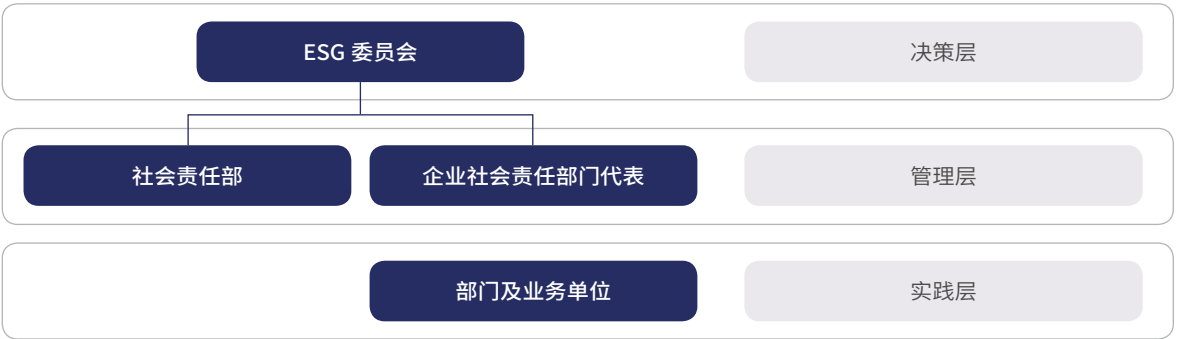 ESG 委员会
决策层
社会责任部
企业社会责任部门代表
管理层
部门及业务单位
实践层